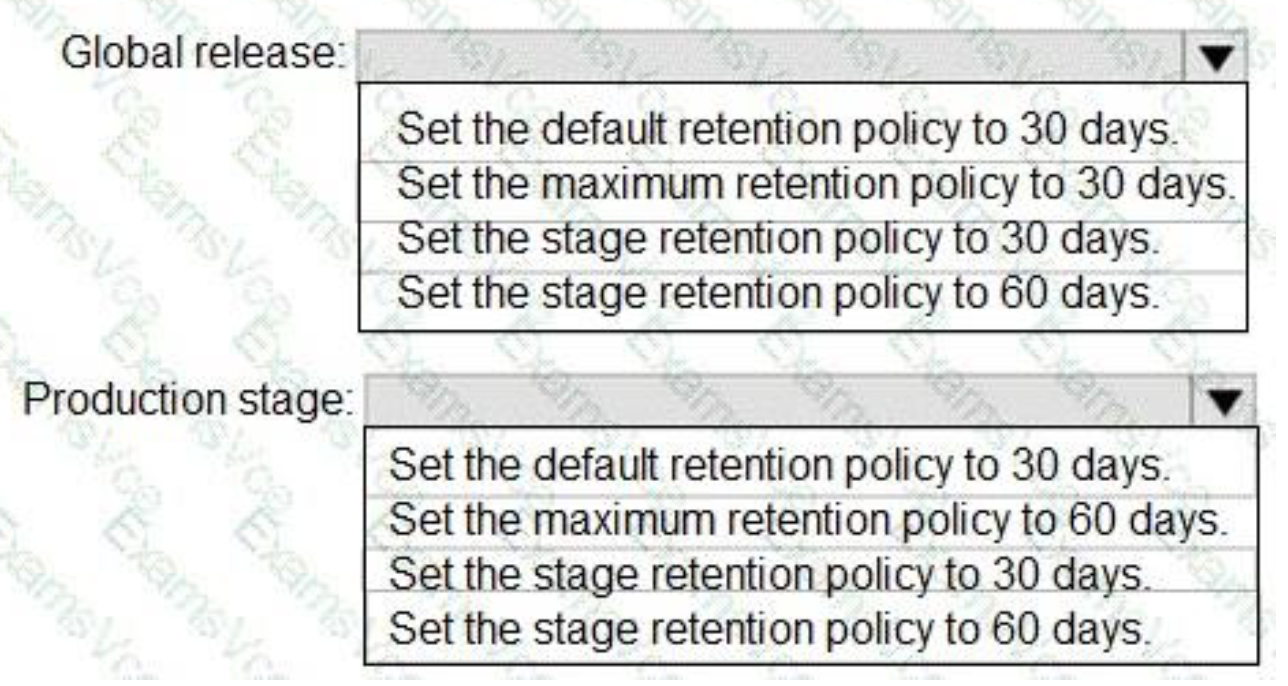 Global release:
Set the default retention policy to 30 days.
Set the maximum retention policy to 30 days.
Set the stage retention policy to 30 days.
Set the stage retention policy to 60 days.
Production stage:
Set the default retention policy to 30 days.
Set the maximum retention policy to 60 days.
Set the stage retention policy to 30 days.
Set the stage retention policy to 60 days.
ExamsVce